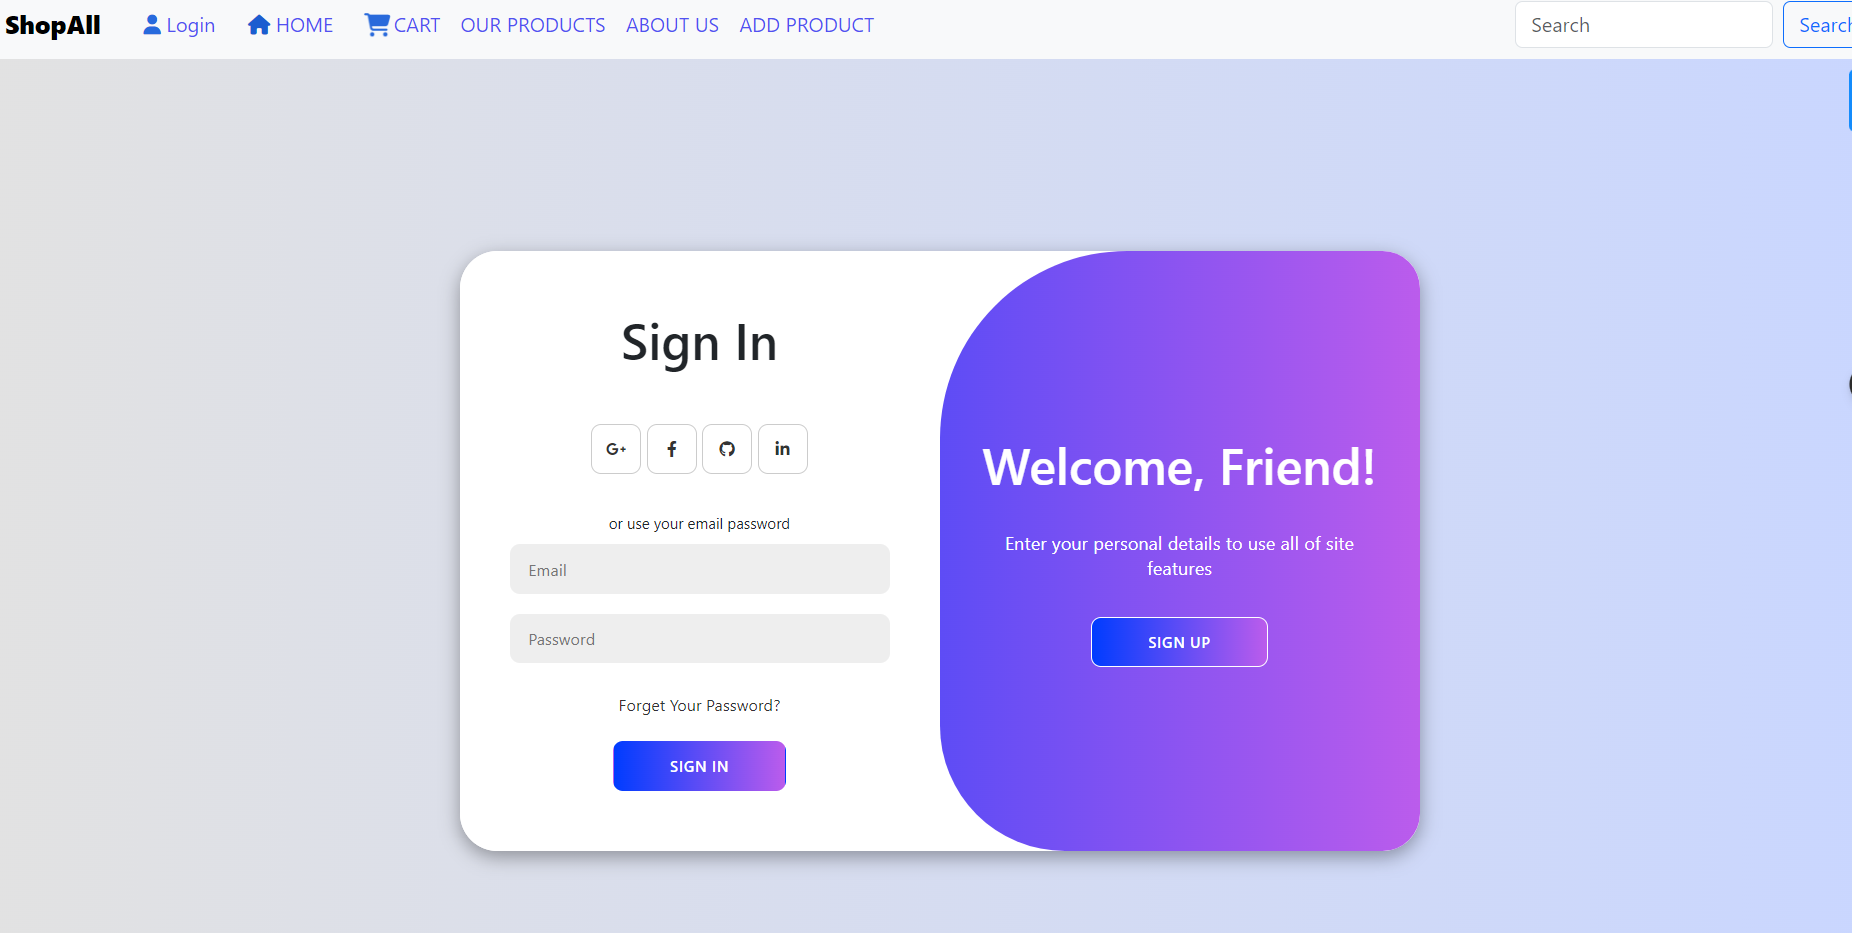 ShopAll Login HOME CART OUR PRODUCTS ABOUT US ADD PRODUCT Search Search
Sign In
G+ f in
or use your email password
Email
Password
Forget Your Password?
SIGN IN
Welcome, Friend!
Enter your personal details to use all of site
features
SIGN UP